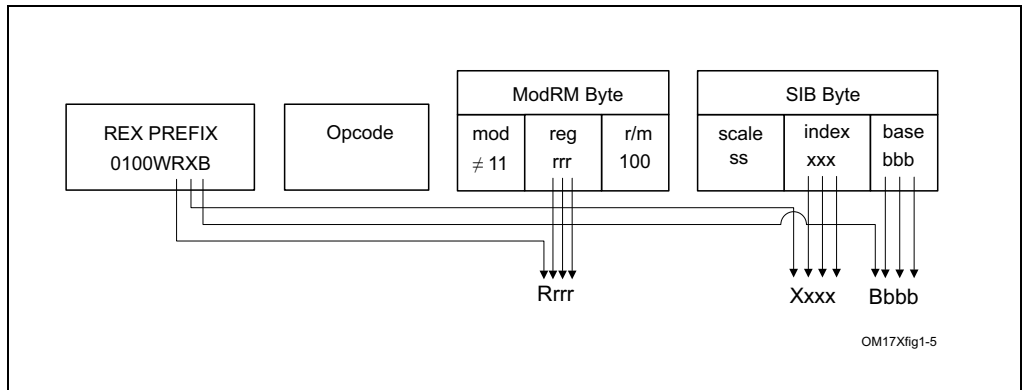 REX PREFIX
0100WRXB
Opcode
ModRM Byte
mod
≠ 11
reg
rrr
r/m
100
SIB Byte
scale
ss
index
xxx
base
bbb
Rrrr
Xxxx
Bbbb
OM17Xfig1-5